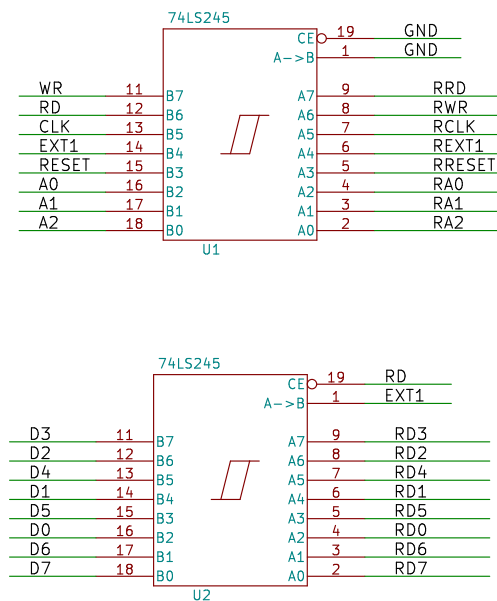 74LS245
CE 19 GND
A->B 1 GND
WR 11 B7 A7 9 RRD
RD 12 B6 A6 8 RWR
CLK 13 B5 A5 7 RCLK
EXT1 14 B4 A4 6 REXT1
RESET 15 B3 A3 5 RRESET
A0 16 B2 A2 4 RA0
A1 17 B1 A1 3 RA1
A2 18 B0 A0 2 RA2
U1
74LS245
CE 19 RD
A->B 1 EXT1
D3 11 B7 A7 9 RD3
D2 12 B6 A6 8 RD2
D4 13 B5 A5 7 RD4
D1 14 B4 A4 6 RD1
D5 15 B3 A3 5 RD5
D0 16 B2 A2 4 RD0
D6 17 B1 A1 3 RD6
D7 18 B0 A0 2 RD7
U2